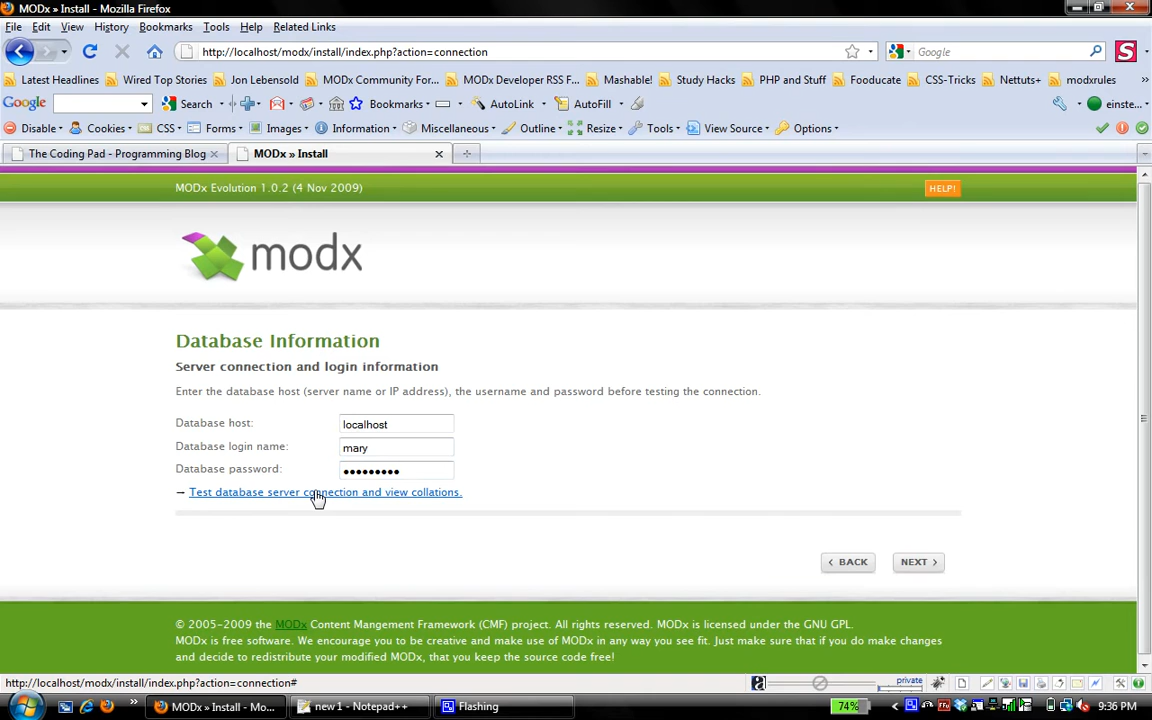 MODx » Install - Mozilla Firefox
File Edit View History Bookmarks Tools Help Related Links
http://localhost/modx/install/index.php?action=connection
Google
Latest Headlines Wired Top Stories Jon Lebensold MODx Community For... MODx Developer RSS F... Mashable! Study Hacks PHP and Stuff Fooducate CSS-Tricks Nettuts+ modxrules
Google Search Bookmarks AutoLink AutoFill einste...
Disable Cookies CSS Forms Images Information Miscellaneous Outline Resize Tools View Source Options
The Coding Pad - Programming Blog MODx » Install
MODx Evolution 1.0.2 (4 Nov 2009) HELP!
modx
Database Information
Server connection and login information
Enter the database host (server name or IP address), the username and password before testing the connection.
Database host: localhost
Database login name: mary
Database password: •••••••••
Test database server connection and view collations.
BACK NEXT
© 2005-2009 the MODx Content Mangement Framework (CMF) project. All rights reserved. MODx is licensed under the GNU GPL.
MODx is free software. We encourage you to be creative and make use of MODx in any way you see fit. Just make sure that if you do make changes
and decide to redistribute your modified MODx, that you keep the source code free!
http://localhost/modx/install/index.php?action=connection#
private
MODx » Install - Mo... new 1 - Notepad++ Flashing 74% 9:36 PM